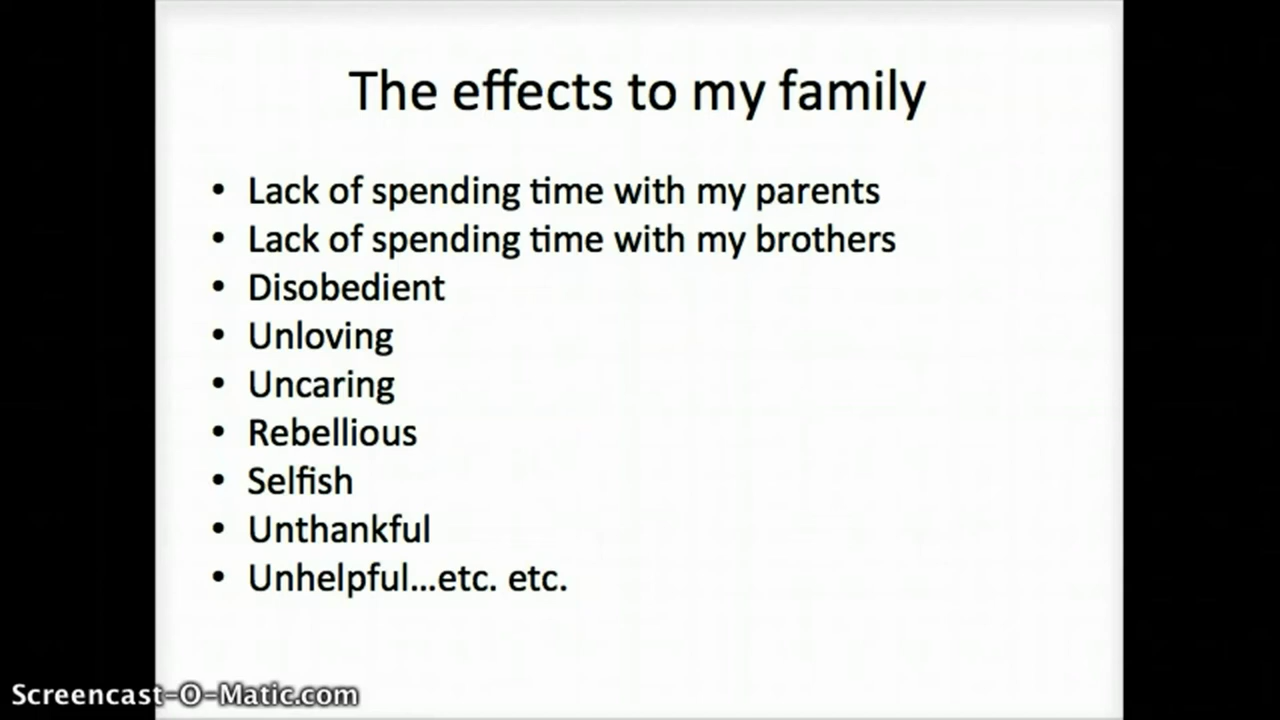 The effects to my family
• Lack of spending time with my parents
• Lack of spending time with my brothers
• Disobedient
• Unloving
• Uncaring
• Rebellious
• Selfish
• Unthankful
• Unhelpful...etc. etc.
Screencast-O-Matic.com